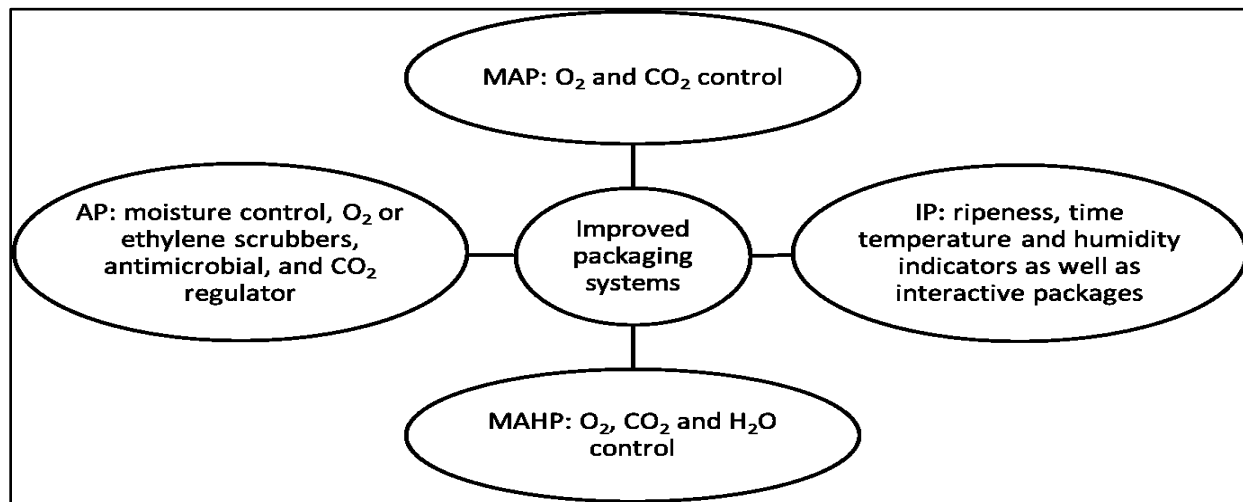 MAP: O₂ and CO₂ control
AP: moisture control, O₂ or
ethylene scrubbers,
antimicrobial, and CO₂
regulator
Improved
packaging
systems
IP: ripeness, time
temperature and humidity
indicators as well as
interactive packages
MAHP: O₂, CO₂ and H₂O
control